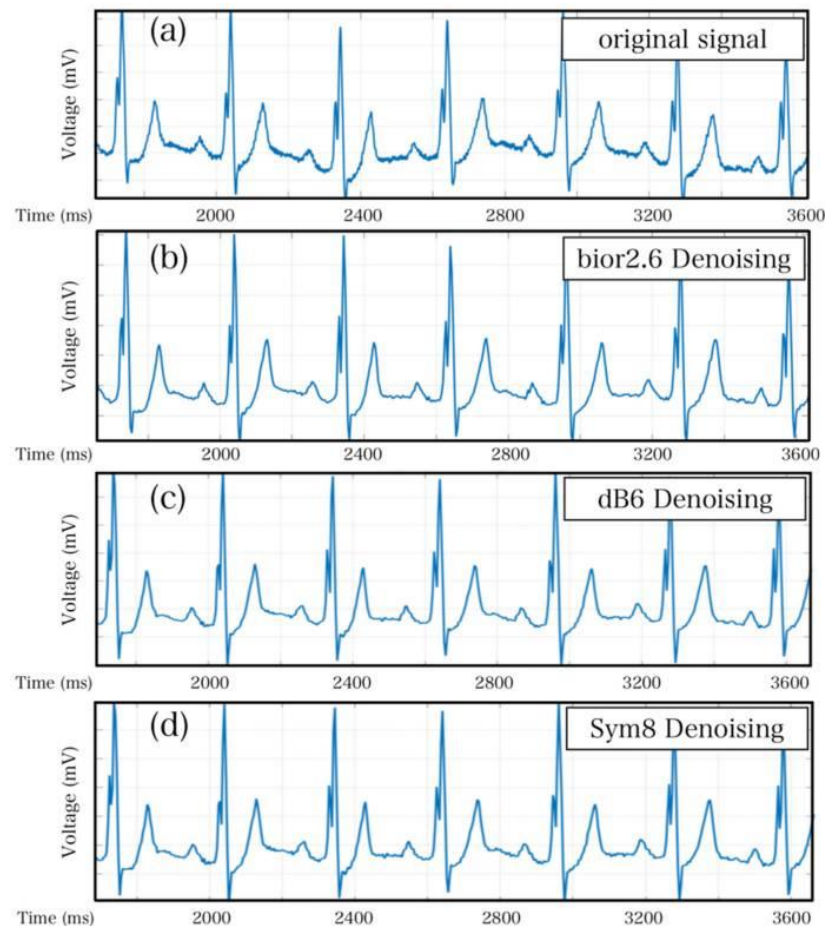 (a)
original signal
Voltage (mV)
Time (ms) 2000 2400 2800 3200 3600
(b)
bior2.6 Denoising
Voltage (mV)
Time (ms) 2000 2400 2800 3200 3600
(c)
dB6 Denoising
Voltage (mV)
Time (ms) 2000 2400 2800 3200 3600
(d)
Sym8 Denoising
Voltage (mV)
Time (ms) 2000 2400 2800 3200 3600